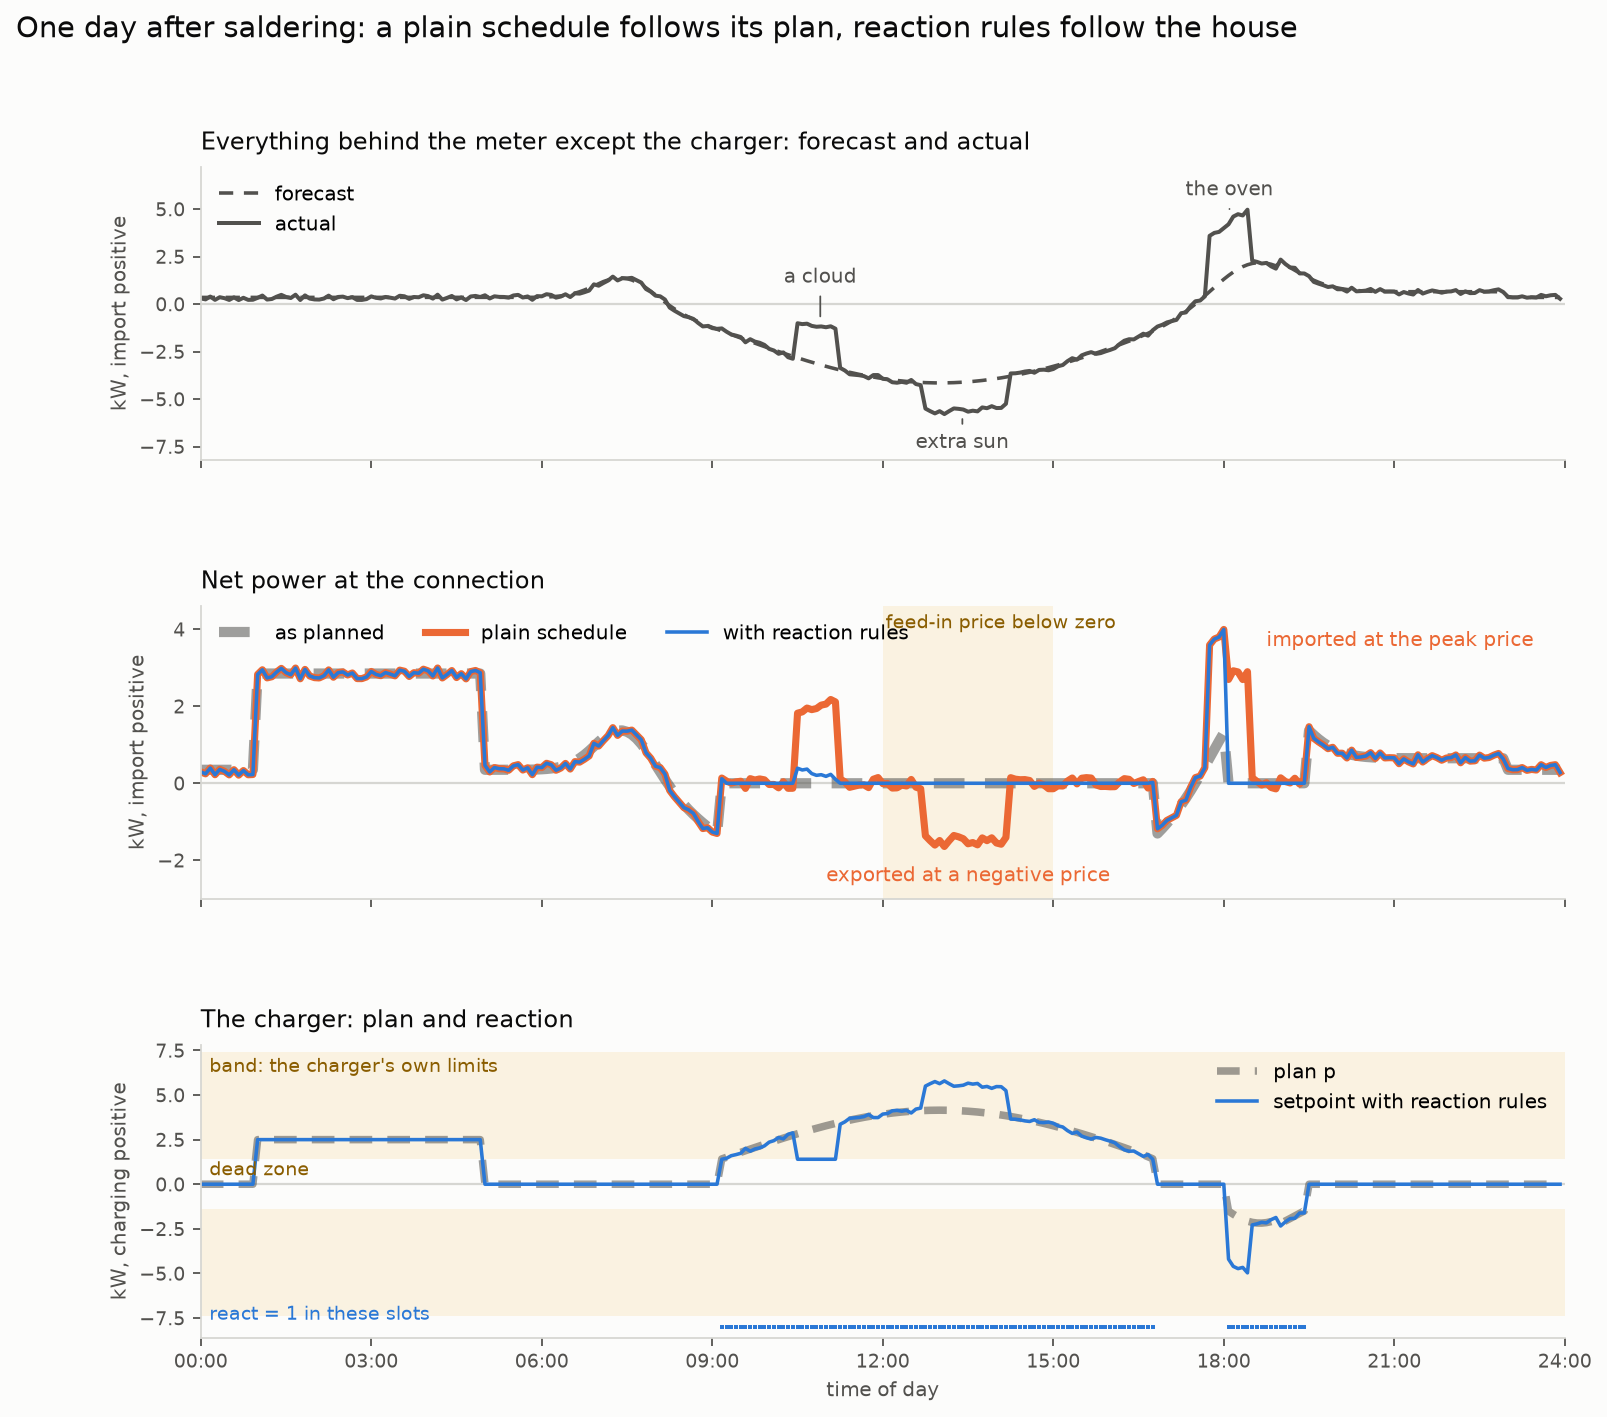 One day after saldering: a plain schedule follows its plan, reaction rules follow the house
Everything behind the meter except the charger: forecast and actual
forecast
actual
the oven
a cloud
extra sun
kW, import positive
5.0
2.5
0.0
−2.5
−5.0
−7.5
Net power at the connection
as planned
plain schedule
with reaction rules
feed-in price below zero
imported at the peak price
exported at a negative price
kW, import positive
4
2
0
−2
The charger: plan and reaction
band: the charger's own limits
plan p
setpoint with reaction rules
dead zone
react = 1 in these slots
kW, charging positive
7.5
5.0
2.5
0.0
−2.5
−5.0
−7.5
00:00
03:00
06:00
09:00
12:00
15:00
18:00
21:00
24:00
time of day